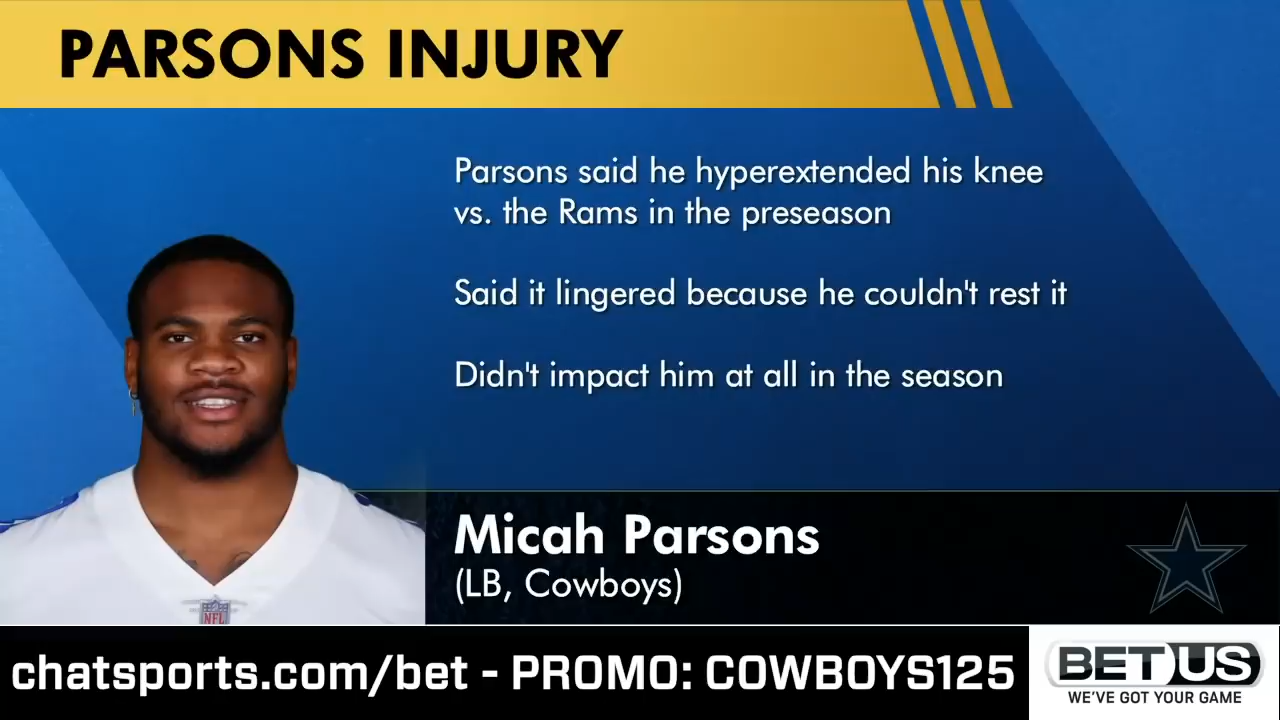 PARSONS INJURY
Parsons said he hyperextended his knee
vs. the Rams in the preseason
Said it lingered because he couldn't rest it
Didn't impact him at all in the season
Micah Parsons
(LB, Cowboys)
NFL
chatsports.com/bet - PROMO: COWBOYS125
BETUS
WE'VE GOT YOUR GAME